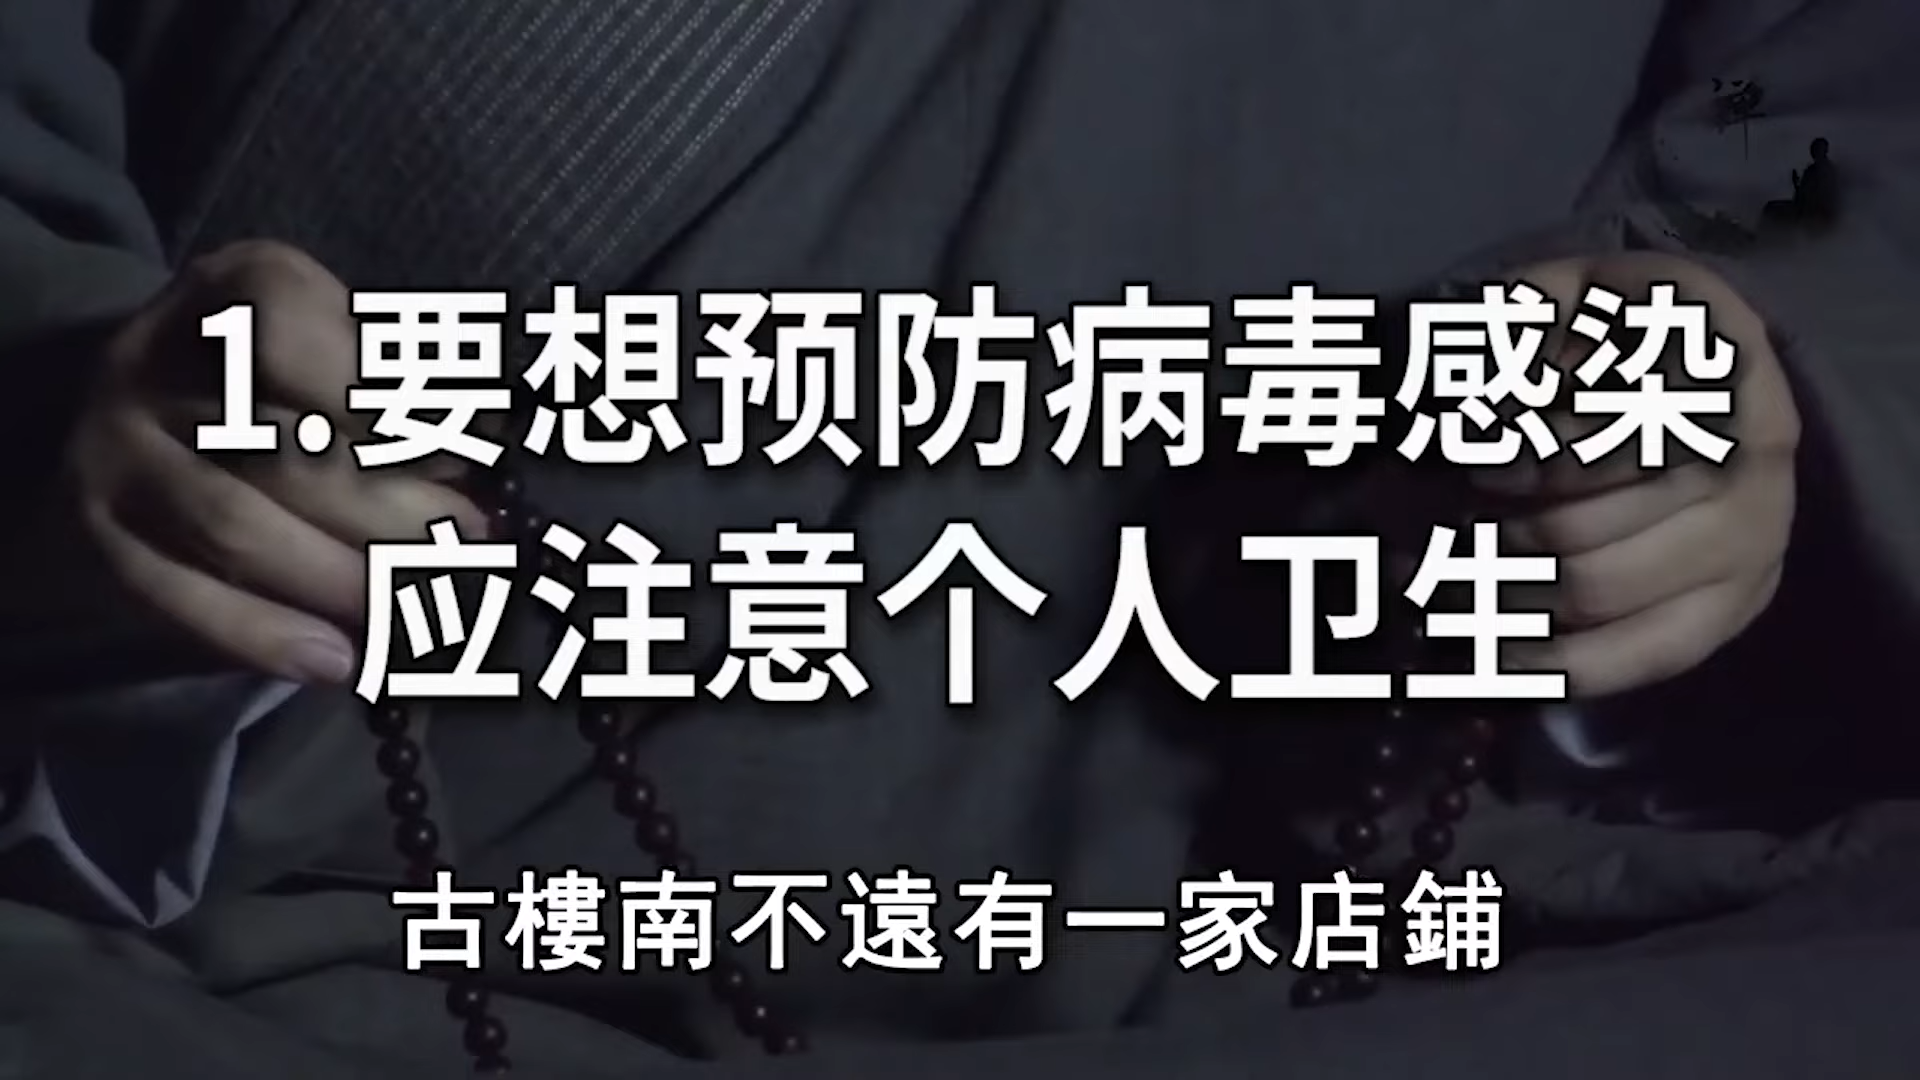 禅
1.要想预防病毒感染
应注意个人卫生
古樓南不遠有一家店鋪